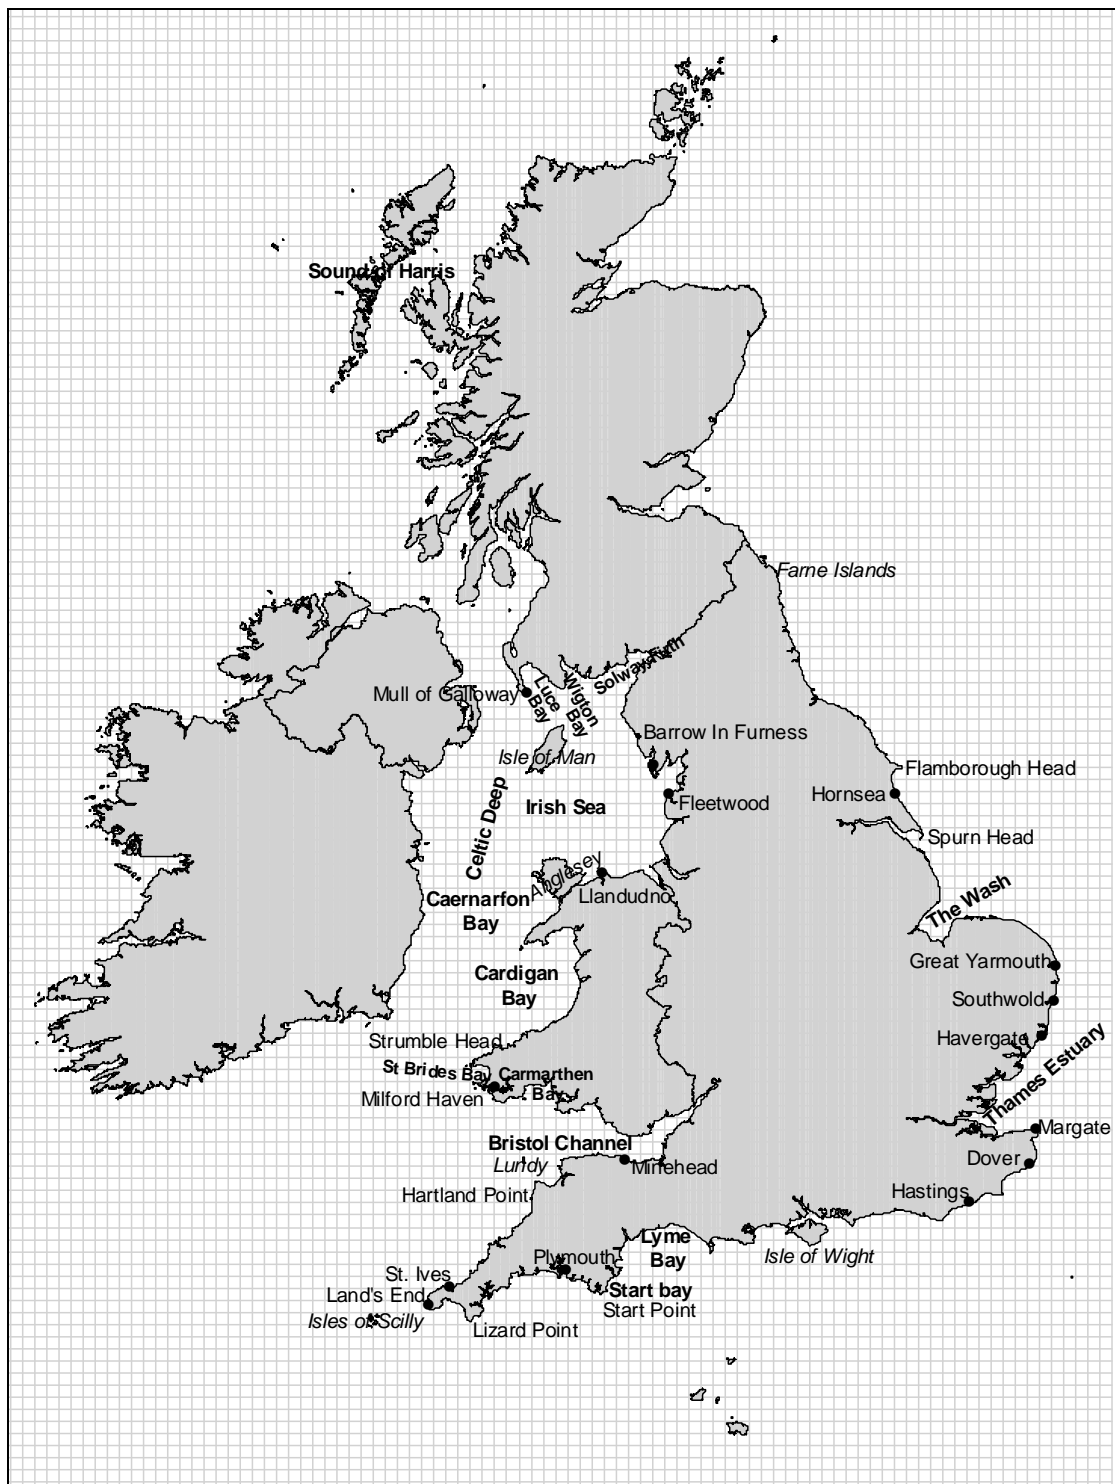 Sound of Harris
Farne Islands
Solway Firth
Mull of Galloway
Luce
Bay
Wigton
Bay
Barrow In Furness
Isle of Man
Flamborough Head
Hornsea
Fleetwood
Irish Sea
Celtic Deep
Spurn Head
Anglesey
Llandudno
Caernarfon
Bay
The Wash
Great Yarmouth
Cardigan
Bay
Southwold
Strumble Head
Havergate
St Brides Bay
Carmarthen
Bay
Milford Haven
Thames Estuary
Margate
Bristol Channel
Lundy
Minehead
Dover
Hartland Point
Hastings
Lyme
Bay
Isle of Wight
Plymouth
St. Ives
Start bay
Land's End
Start Point
Isles of Scilly
Lizard Point